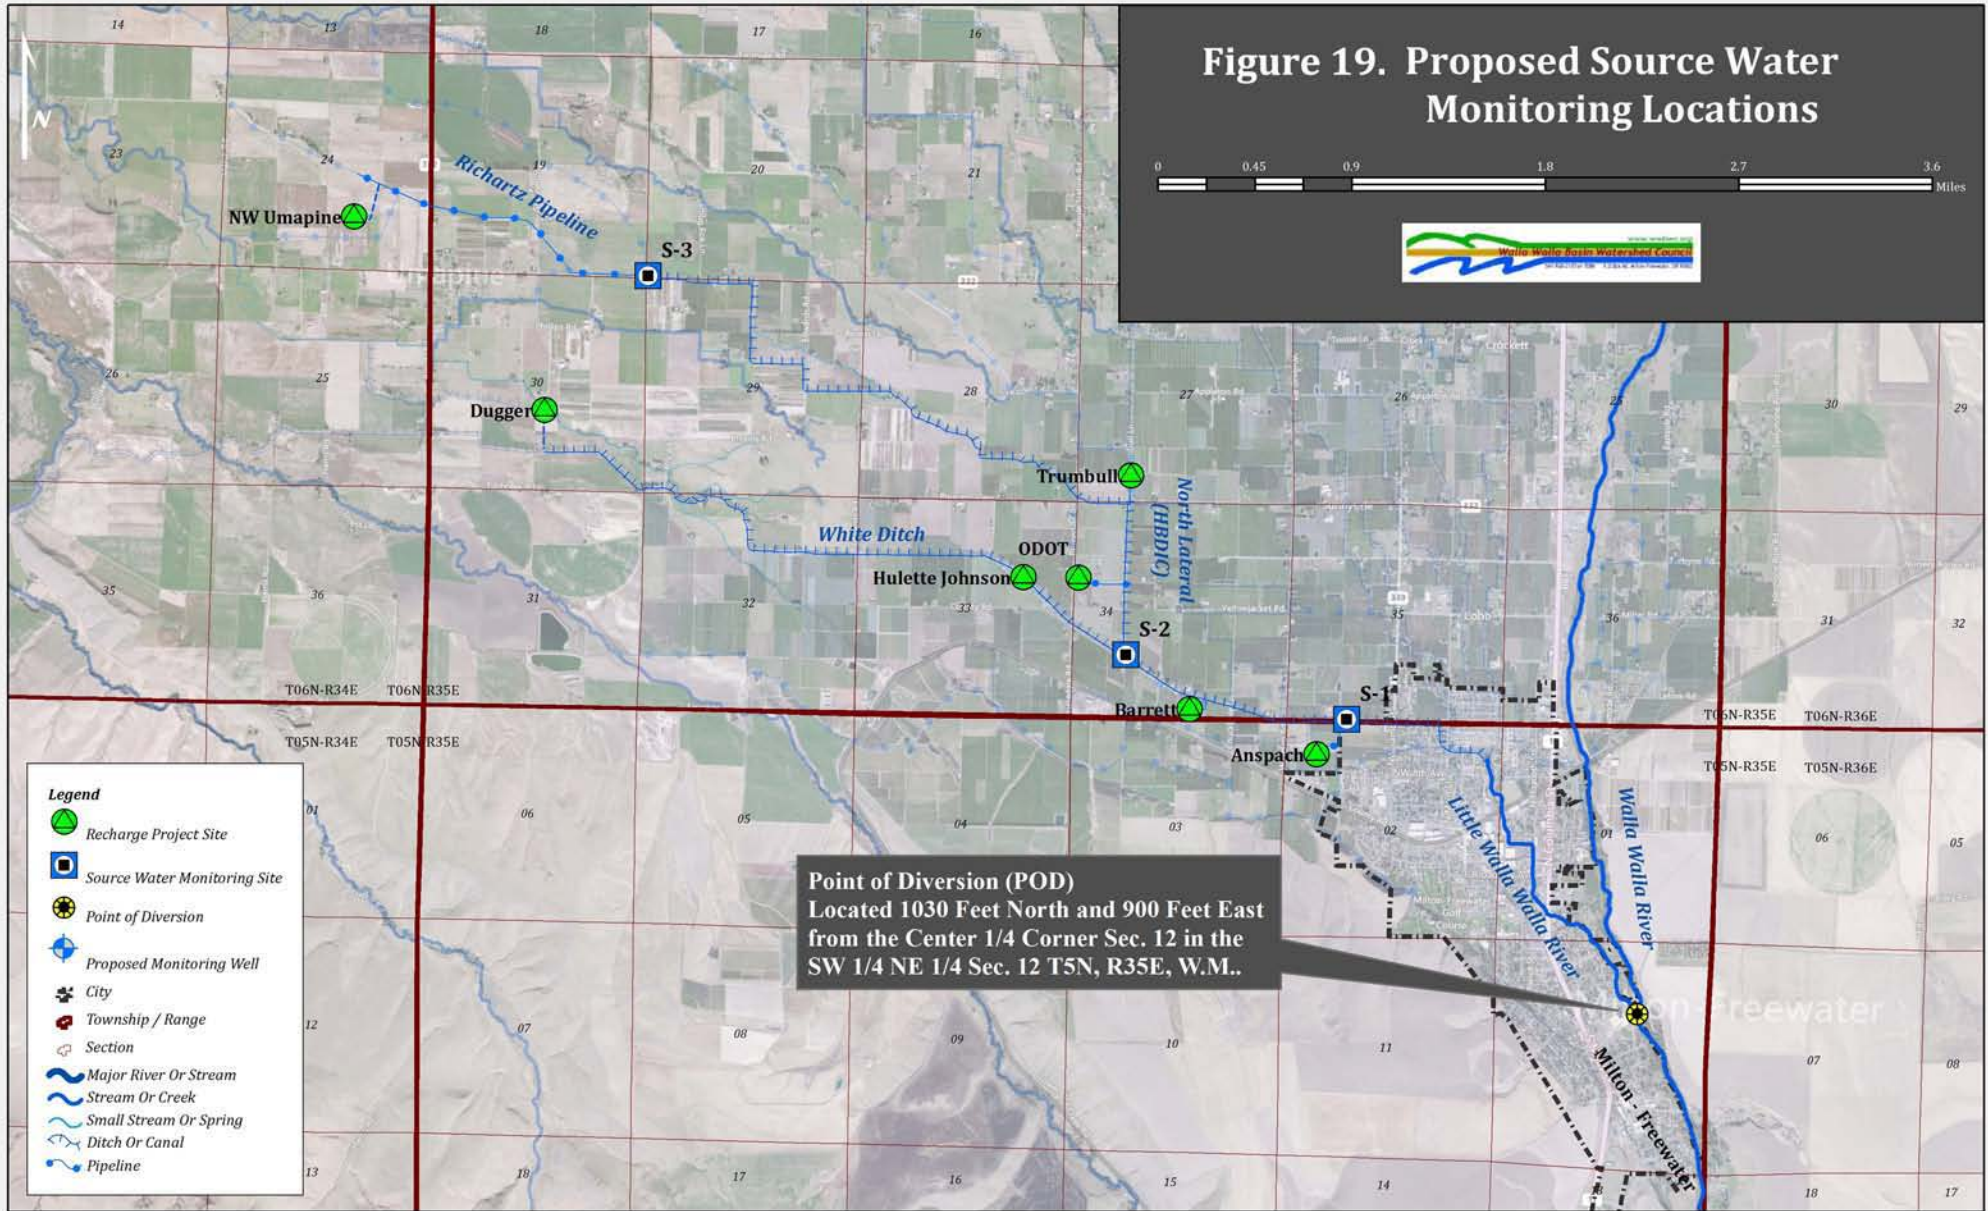 Figure 19. Proposed Source Water
Monitoring Locations
0 0.45 0.9 1.8 2.7 3.6
Miles
Walla Walla Basin Watershed Council
N
14 13 18 17 16
23 24 19 20 21
Richartz Pipeline
NW Umapine
S-3
26 25 30 29 28 27 26 25 30 29
Crockett
Dugger
Trumbull
North Lateral
(HBDIC)
White Ditch
ODOT
Hulette Johnson
35 36 31 32 33 34 35 36 31 32
S-2
S-1
Barrett
Anspach
T06N-R34E T06N-R35E
T05N-R34E T05N-R35E
T06N-R35E T06N-R36E
T05N-R35E T05N-R36E
01 06 05 04 03 02 01 06 05
Little Walla Walla River
Walla Walla River
Milton-Freewater
Golf
Course
Point of Diversion (POD)
Located 1030 Feet North and 900 Feet East
from the Center 1/4 Corner Sec. 12 in the
SW 1/4 NE 1/4 Sec. 12 T5N, R35E, W.M..
12 07 08 09 10 11 07 08
Milton - Freewater
13 18 17 16 15 14 18 17
Legend
Recharge Project Site
Source Water Monitoring Site
Point of Diversion
Proposed Monitoring Well
City
Township / Range
Section
Major River Or Stream
Stream Or Creek
Small Stream Or Spring
Ditch Or Canal
Pipeline